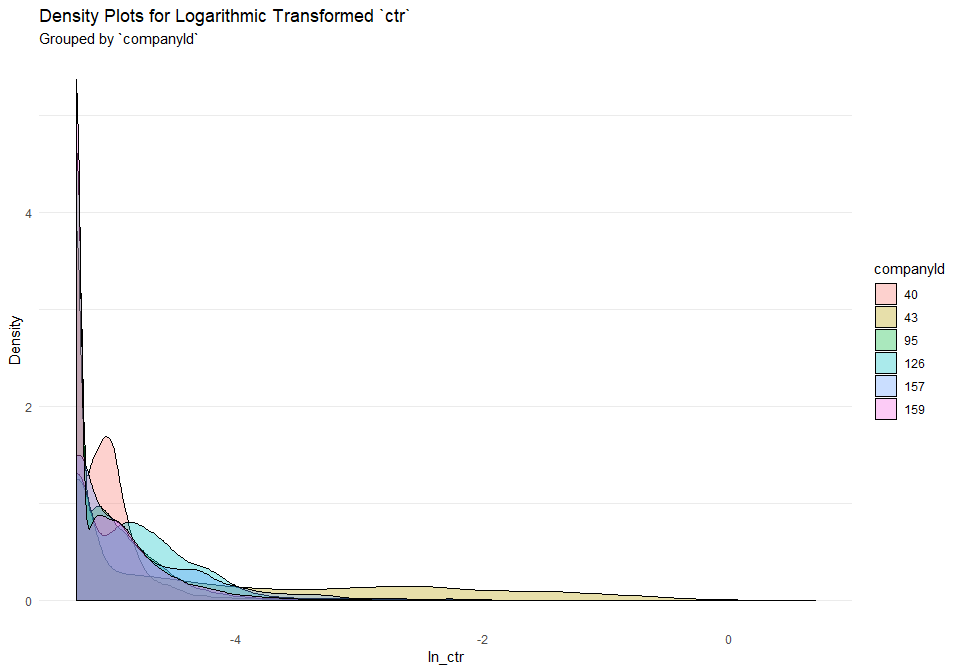 Density Plots for Logarithmic Transformed `ctr`
Grouped by `companyId`
Density
4
2
0
-4
-2
0
ln_ctr
companyId
40
43
95
126
157
159